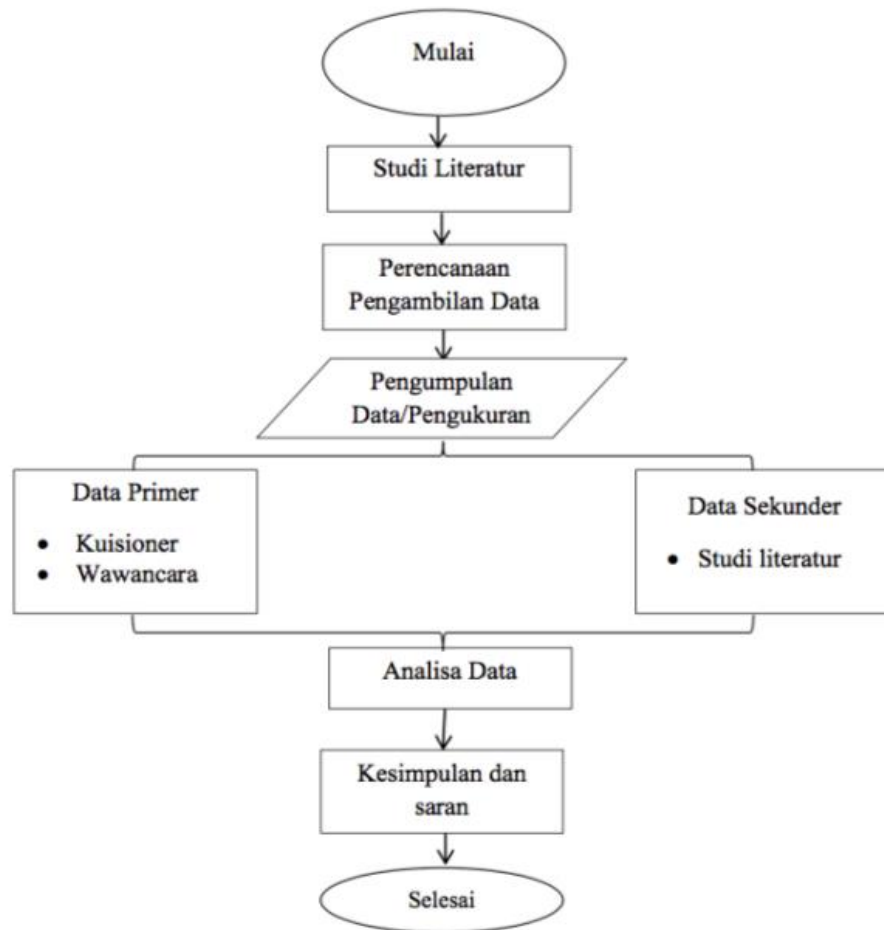 Mulai
Studi Literatur
Perencanaan
Pengambilan Data
Pengumpulan
Data/Pengukuran
Data Primer
• Kuisioner
• Wawancara
Data Sekunder
• Studi literatur
Analisa Data
Kesimpulan dan
saran
Selesai